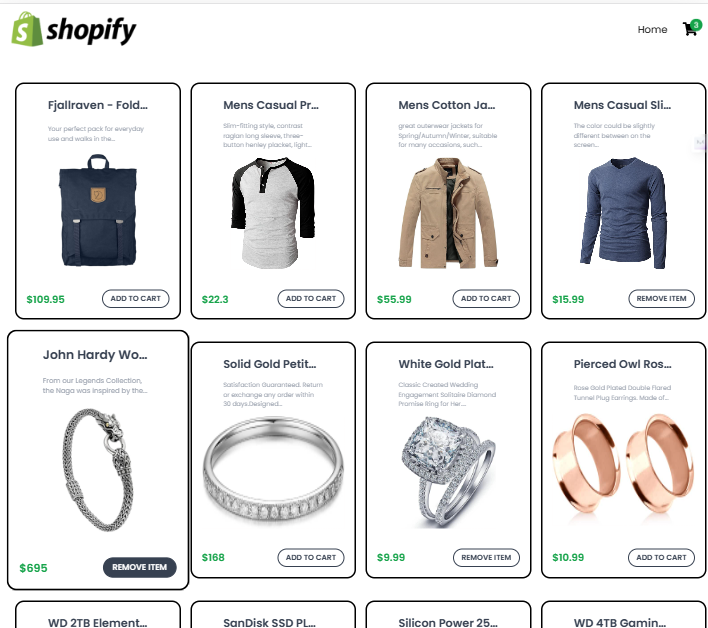 shopify
Home
3
Fjallraven - Fold...
Your perfect pack for everyday
use and walks in the...
$109.95
ADD TO CART
Mens Casual Pr...
Slim-fitting style, contrast
raglan long sleeve, three-
button henley placket, light...
$22.3
ADD TO CART
Mens Cotton Ja...
great outerwear jackets for
Spring/Autumn/Winter, suitable
for many occasions, such...
$55.99
ADD TO CART
Mens Casual Sli...
The color could be slightly
different between on the
screen...
$15.99
REMOVE ITEM
John Hardy Wo...
From our Legends Collection,
the Naga was inspired by the...
$695
REMOVE ITEM
Solid Gold Petit...
Satisfaction Guaranteed. Return
or exchange any order within
30 days.Designed...
$168
ADD TO CART
White Gold Plat...
Classic Created Wedding
Engagement Solitaire Diamond
Promise Ring for Her....
$9.99
REMOVE ITEM
Pierced Owl Ros...
Rose Gold Plated Double Flared
Tunnel Plug Earrings. Made of...
$10.99
ADD TO CART
WD 2TB Element...
SanDisk SSD PL...
Silicon Power 25...
WD 4TB Gamin...